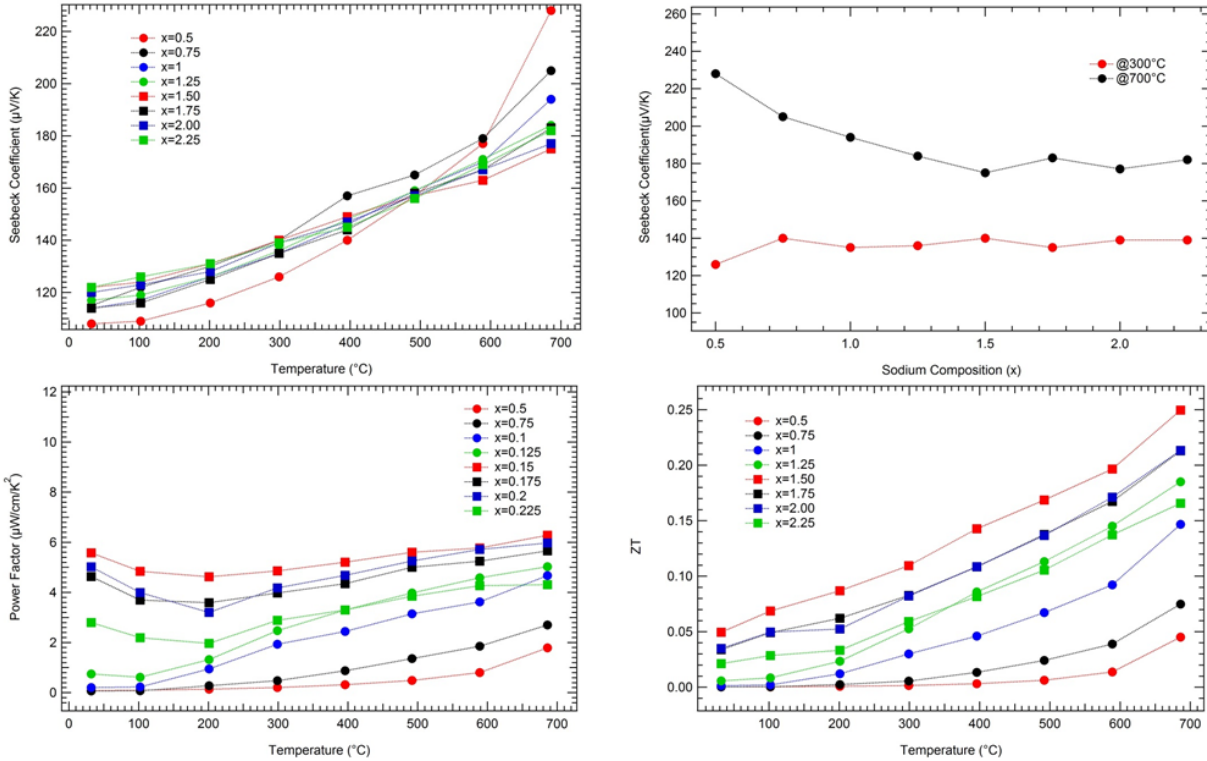 220
200
180
160
140
120
Seebeck Coefficient (µV/K)
x=0.5
x=0.75
x=1
x=1.25
x=1.50
x=1.75
x=2.00
x=2.25
0 100 200 300 400 500 600 700
Temperature (°C)
260
240
220
200
180
160
140
120
100
Seebeck Coefficient(µV/K)
@300°C
@700°C
0.5 1.0 1.5 2.0
Sodium Composition (x)
12
10
8
6
4
2
0
Power Factor (µW/cm/K²)
x=0.5
x=0.75
x=0.1
x=0.125
x=0.15
x=0.175
x=0.2
x=0.225
0 100 200 300 400 500 600 700
Temperature (°C)
0.25
0.20
0.15
0.10
0.05
0.00
ZT
x=0.5
x=0.75
x=1
x=1.25
x=1.50
x=1.75
x=2.00
x=2.25
100 200 300 400 500 600 700
Temperature (°C)